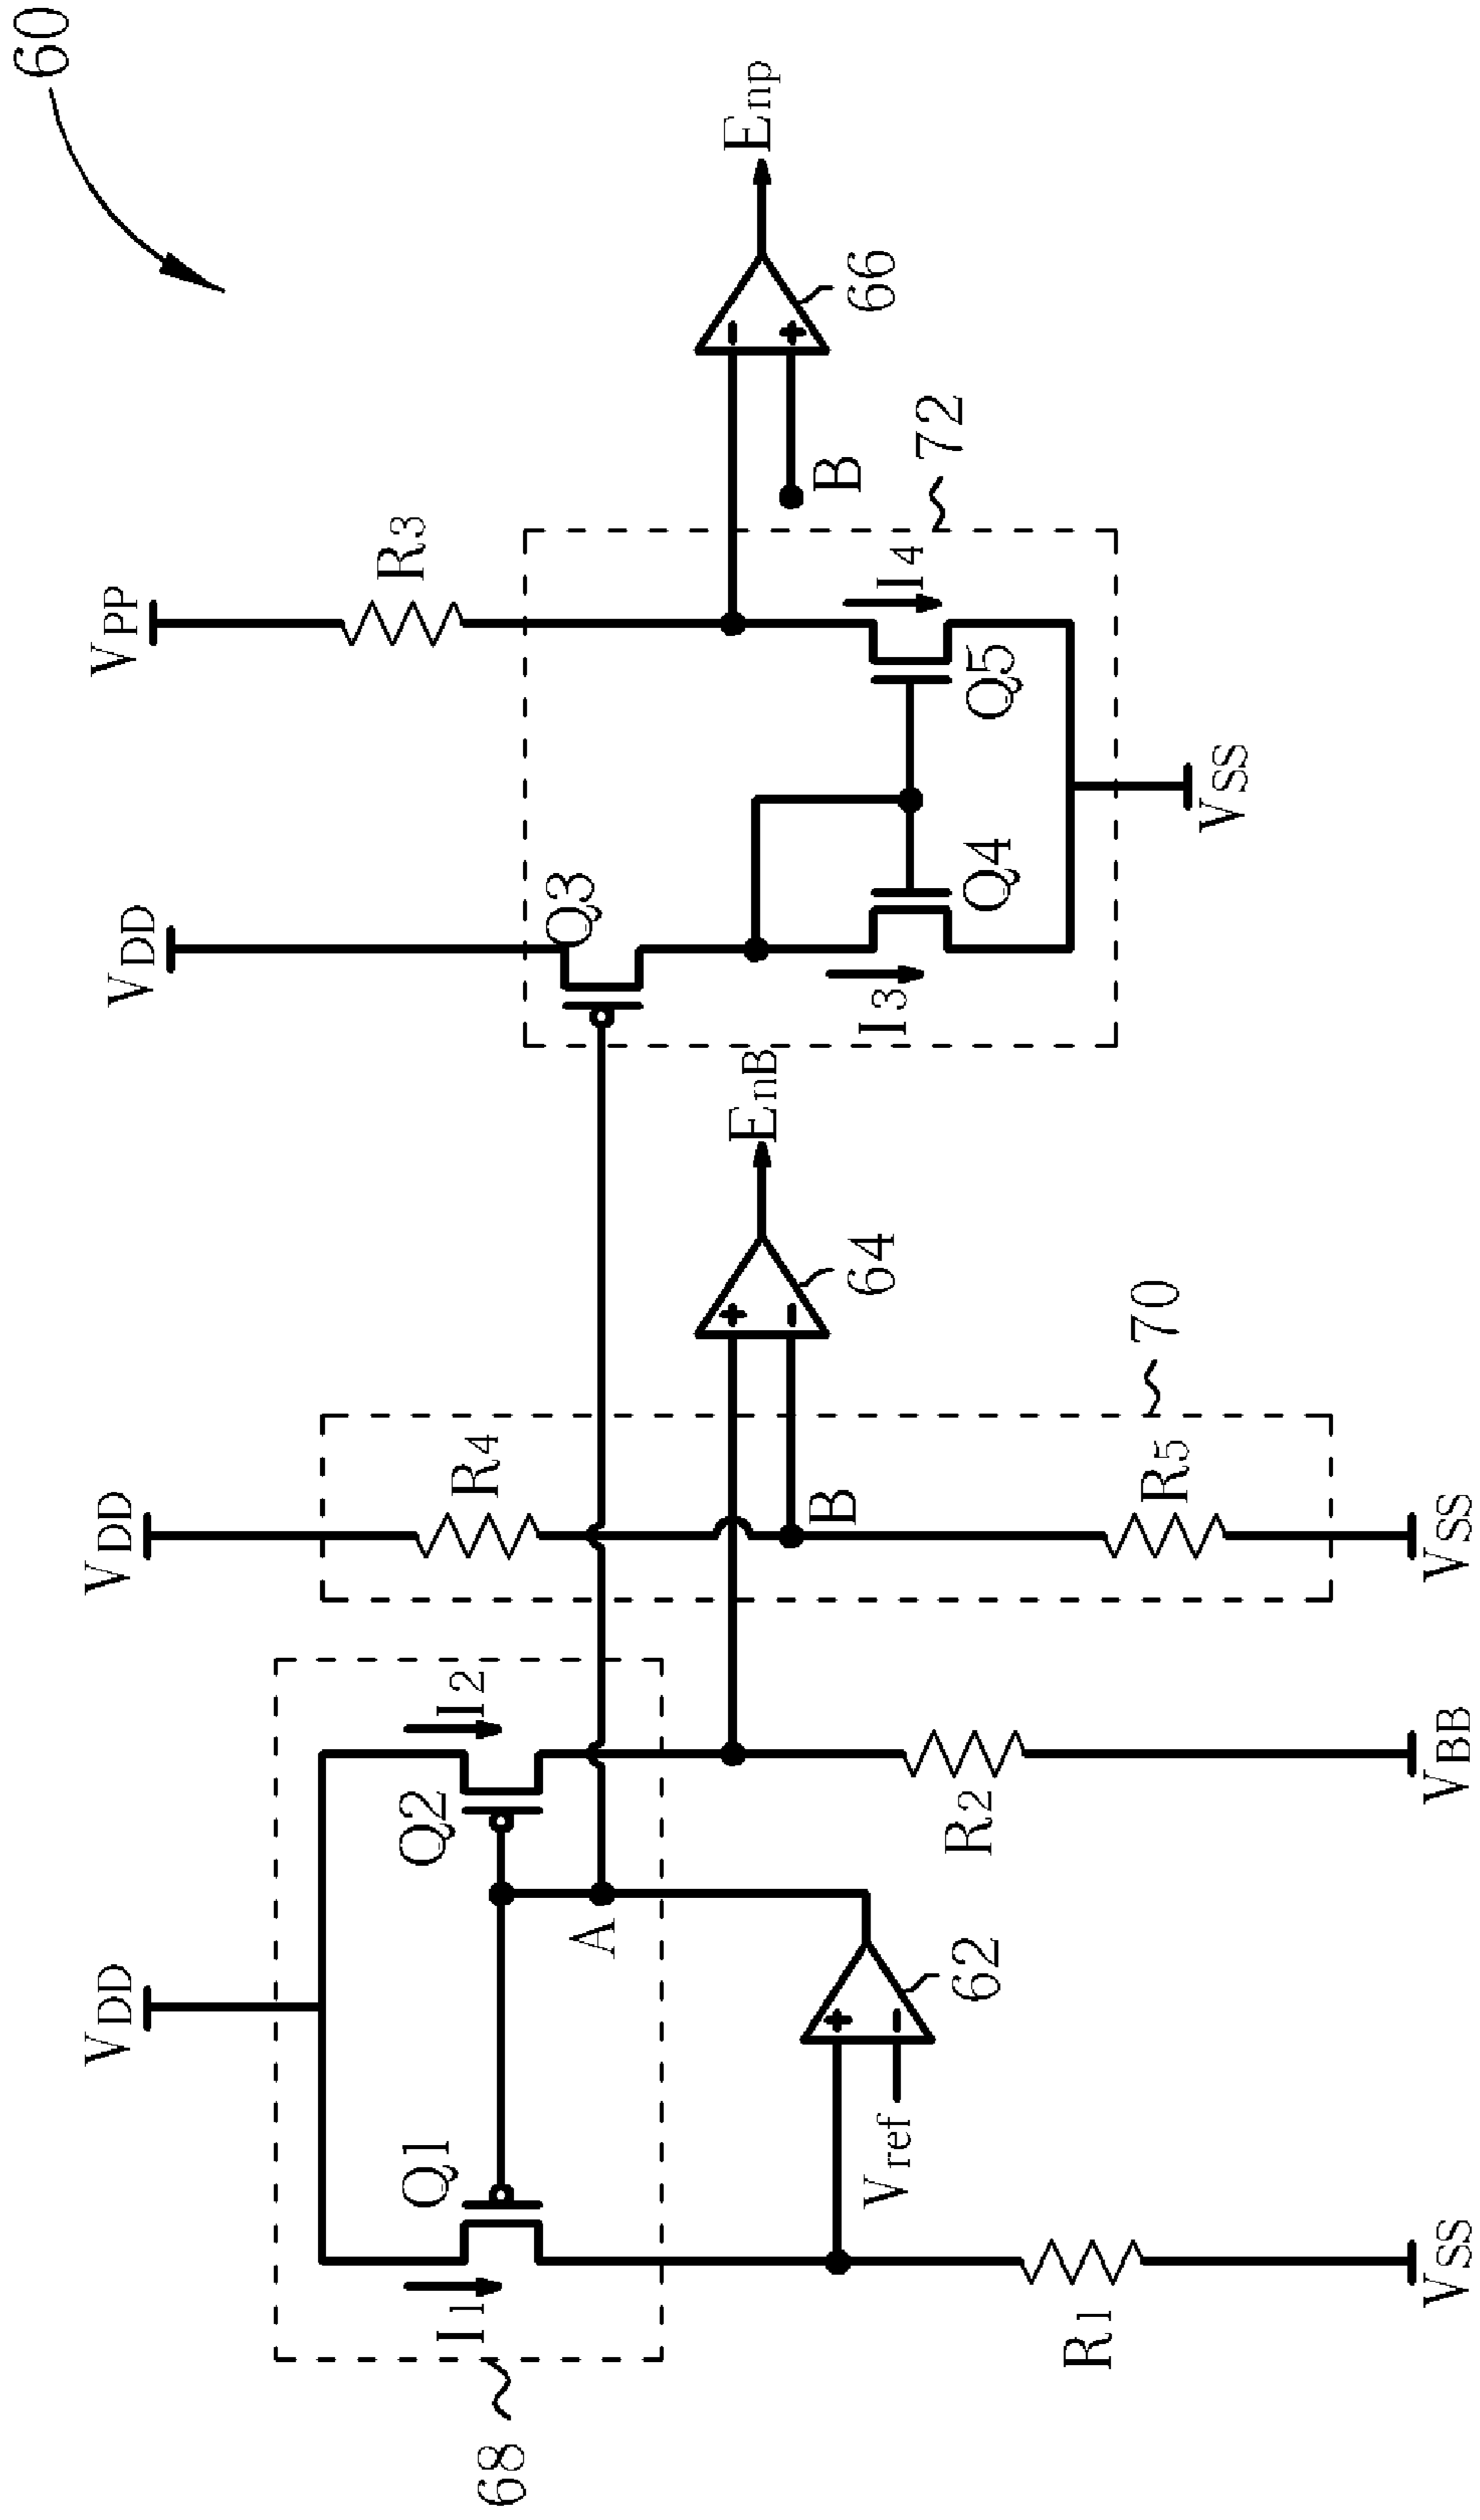 60
VDD
VDD
VDD
VPP
I1
Q1
Q2
I2
R4
Q3
R3
68
A
Vref
62
R1
R2
B
64
EnB
I3
Q4
Q5
I4
B
66
Enp
72
R5
70
VSS
VBB
VSS
VSS